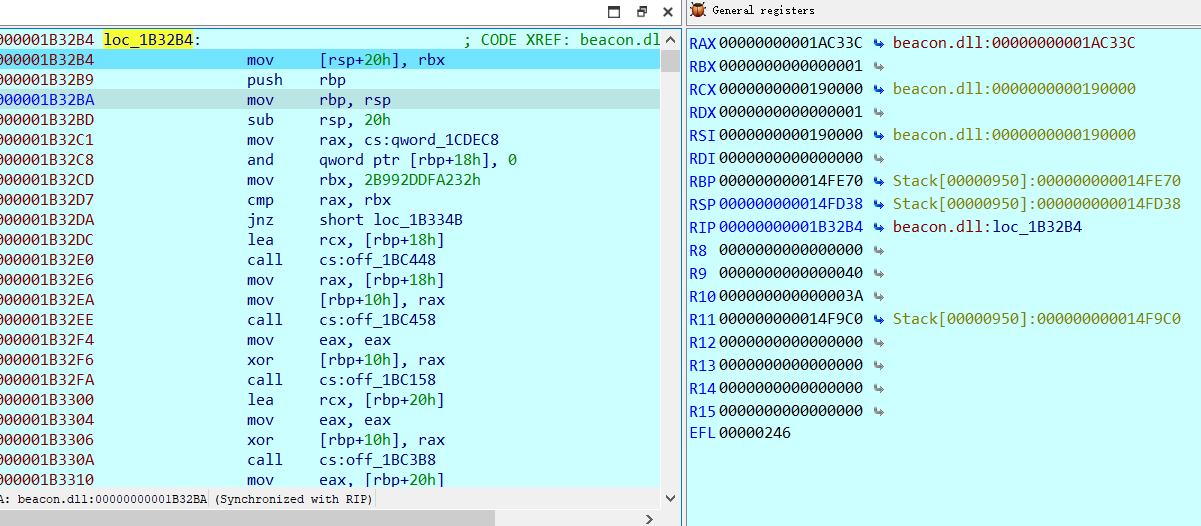 General registers
000001B32B4 loc_1B32B4: ; CODE XREF: beacon.dl
000001B32B4 mov [rsp+20h], rbx
000001B32B9 push rbp
000001B32BA mov rbp, rsp
000001B32BD sub rsp, 20h
000001B32C1 mov rax, cs:qword_1CDEC8
000001B32C8 and qword ptr [rbp+18h], 0
000001B32CD mov rbx, 2B992DDFA232h
000001B32D7 cmp rax, rbx
000001B32DA jnz short loc_1B334B
000001B32DC lea rcx, [rbp+18h]
000001B32E0 call cs:off_1BC448
000001B32E6 mov rax, [rbp+18h]
000001B32EA mov [rbp+10h], rax
000001B32EE call cs:off_1BC458
000001B32F4 mov eax, eax
000001B32F6 xor [rbp+10h], rax
000001B32FA call cs:off_1BC158
000001B3300 lea rcx, [rbp+20h]
000001B3304 mov eax, eax
000001B3306 xor [rbp+10h], rax
000001B330A call cs:off_1BC3B8
000001B3310 mov eax, [rbp+20h]
A: beacon.dll:00000000001B32BA (Synchronized with RIP)
RAX 00000000001AC33C beacon.dll:00000000001AC33C
RBX 0000000000000001
RCX 0000000000190000 beacon.dll:0000000000190000
RDX 0000000000000001
RSI 0000000000190000 beacon.dll:0000000000190000
RDI 0000000000000000
RBP 000000000014FE70 Stack[00000950]:000000000014FE70
RSP 000000000014FD38 Stack[00000950]:000000000014FD38
RIP 00000000001B32B4 beacon.dll:loc_1B32B4
R8 0000000000000000
R9 0000000000000040
R10 000000000000003A
R11 000000000014F9C0 Stack[00000950]:000000000014F9C0
R12 0000000000000000
R13 0000000000000000
R14 0000000000000000
R15 0000000000000000
EFL 00000246